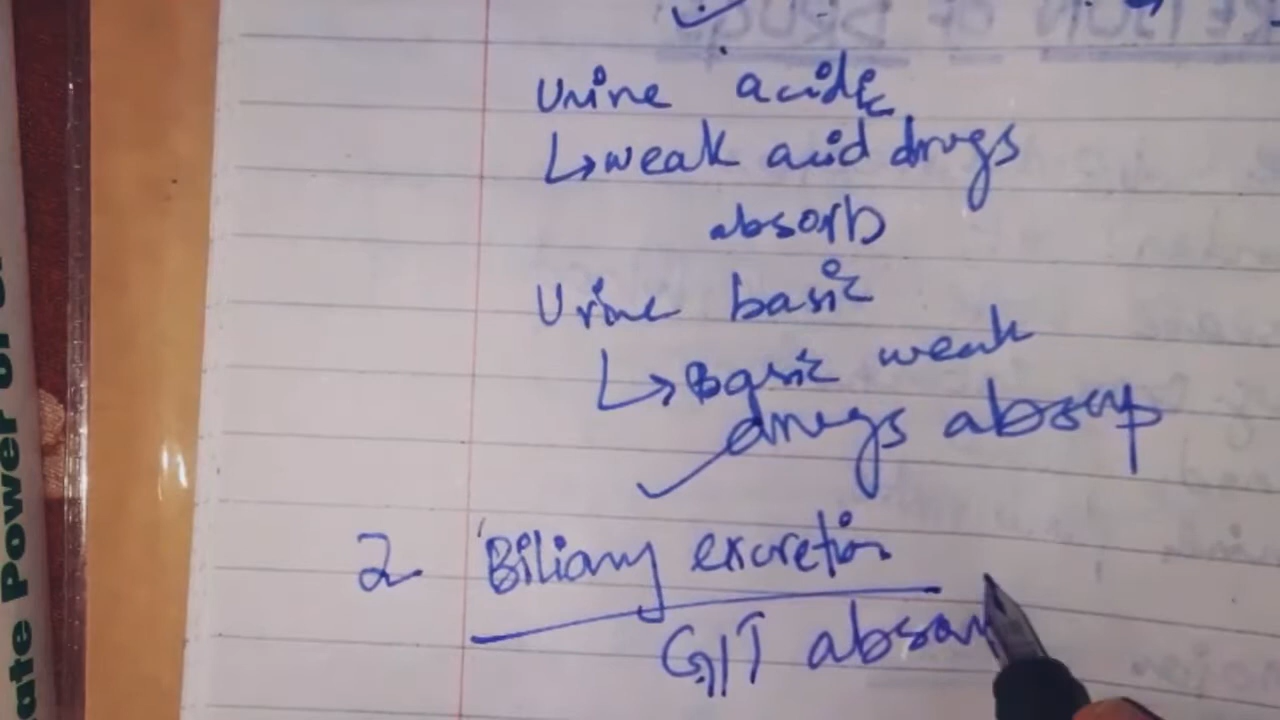 Urine acidic
↳ weak acid drugs
absorb
Urine basic
↳ Basic weak
drugs absorp
2 Biliary excretion
GIT absor